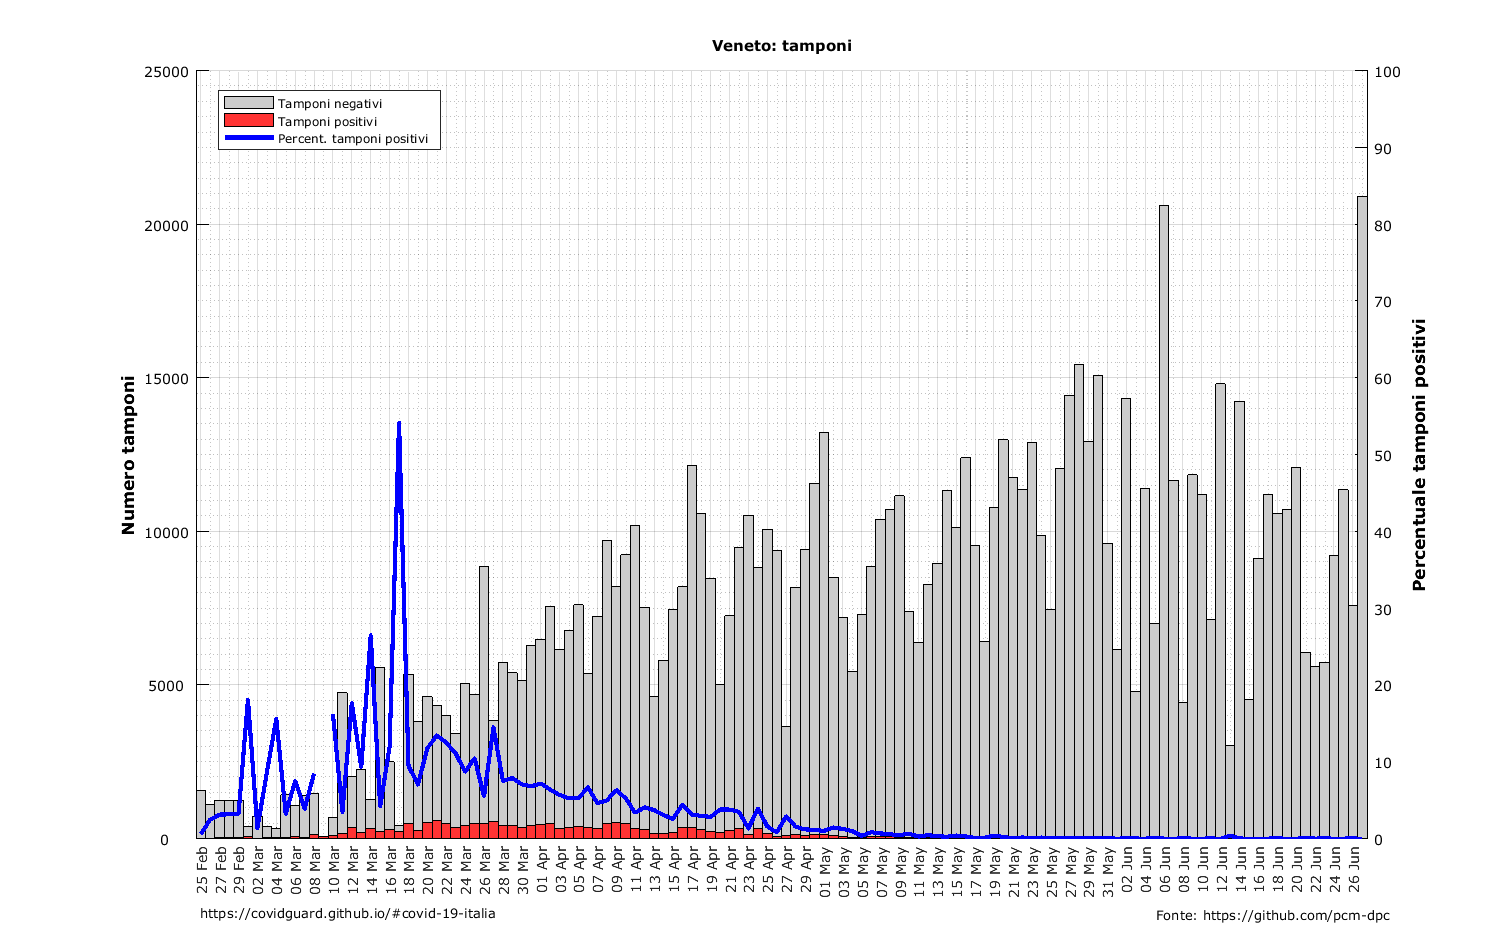 Veneto: tamponi
25000
20000
15000
10000
5000
0
Numero tamponi
Tamponi negativi
Tamponi positivi
Percent. tamponi positivi
100
90
80
70
60
50
40
30
20
10
0
Percentuale tamponi positivi
25 Feb
27 Feb
29 Feb
02 Mar
04 Mar
06 Mar
08 Mar
10 Mar
12 Mar
14 Mar
16 Mar
18 Mar
20 Mar
22 Mar
24 Mar
26 Mar
28 Mar
30 Mar
01 Apr
03 Apr
05 Apr
07 Apr
09 Apr
11 Apr
13 Apr
15 Apr
17 Apr
19 Apr
21 Apr
23 Apr
25 Apr
27 Apr
29 Apr
01 May
03 May
05 May
07 May
09 May
11 May
13 May
15 May
17 May
19 May
21 May
23 May
25 May
27 May
29 May
31 May
02 Jun
04 Jun
06 Jun
08 Jun
10 Jun
12 Jun
14 Jun
16 Jun
18 Jun
20 Jun
22 Jun
24 Jun
26 Jun
https://covidguard.github.io/#covid-19-italia
Fonte: https://github.com/pcm-dpc